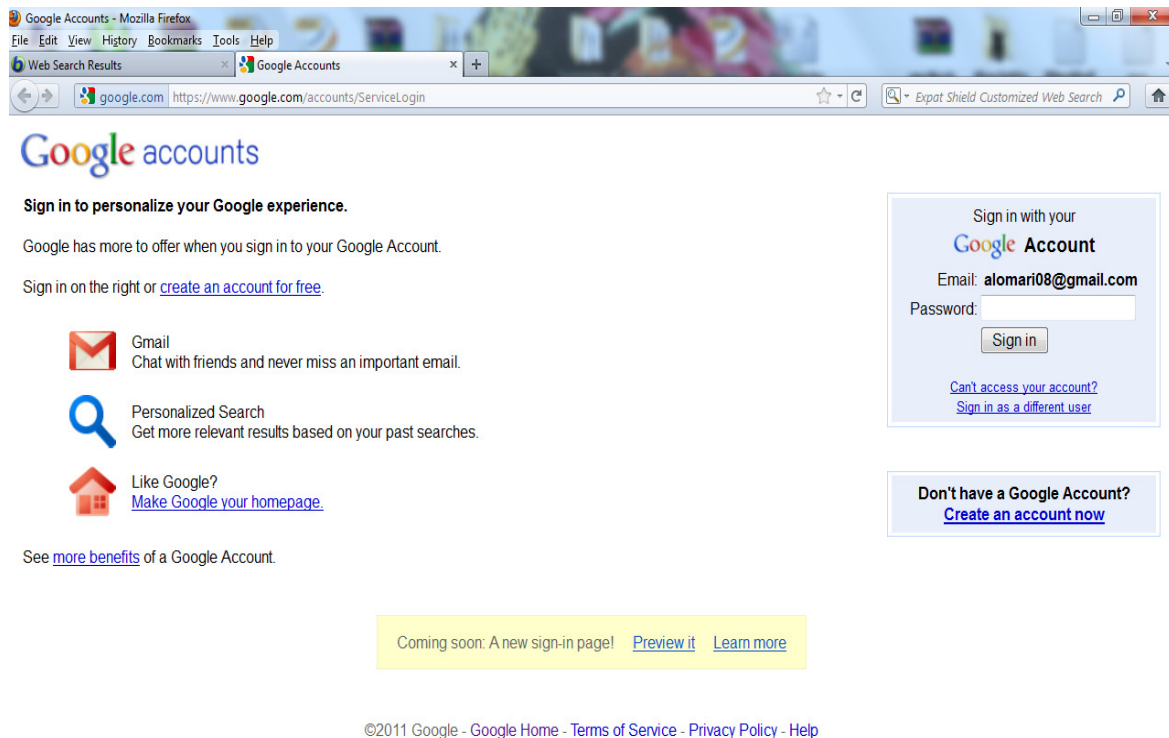 Google Accounts - Mozilla Firefox
File Edit View History Bookmarks Tools Help
Web Search Results × Google Accounts × +
google.com https://www.google.com/accounts/ServiceLogin Expat Shield Customized Web Search
Google accounts
Sign in to personalize your Google experience.
Google has more to offer when you sign in to your Google Account.
Sign in on the right or create an account for free.
Gmail
Chat with friends and never miss an important email.
Personalized Search
Get more relevant results based on your past searches.
Like Google?
Make Google your homepage.
See more benefits of a Google Account.
Sign in with your
Google Account
Email: alomari08@gmail.com
Password:
Sign in
Can't access your account?
Sign in as a different user
Don't have a Google Account?
Create an account now
Coming soon: A new sign-in page! Preview it Learn more
©2011 Google - Google Home - Terms of Service - Privacy Policy - Help